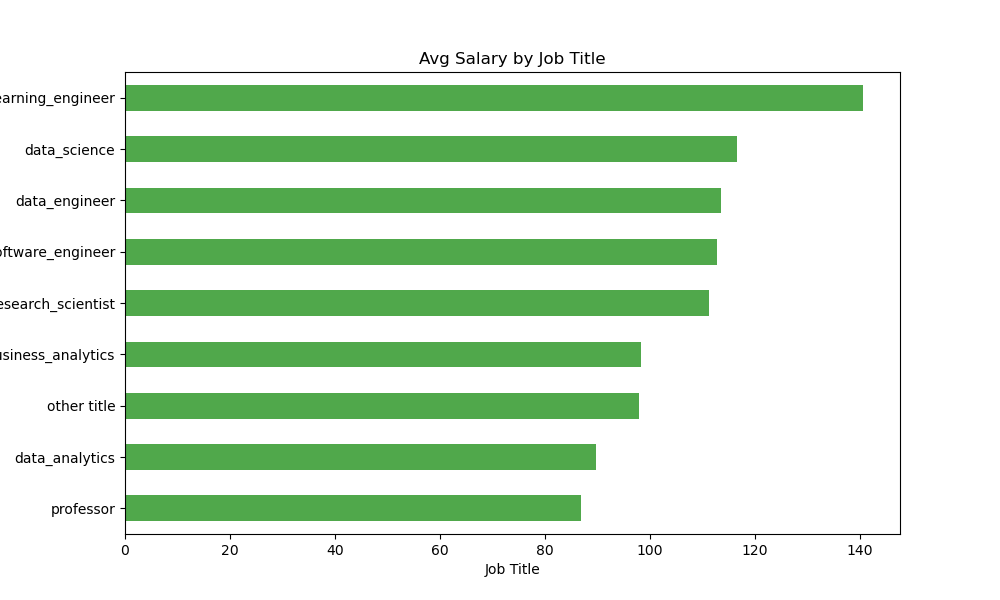 Avg Salary by Job Title
earning_engineer
data_science
data_engineer
oftware_engineer
esearch_scientist
usiness_analytics
other title
data_analytics
professor
0 20 40 60 80 100 120 140
Job Title